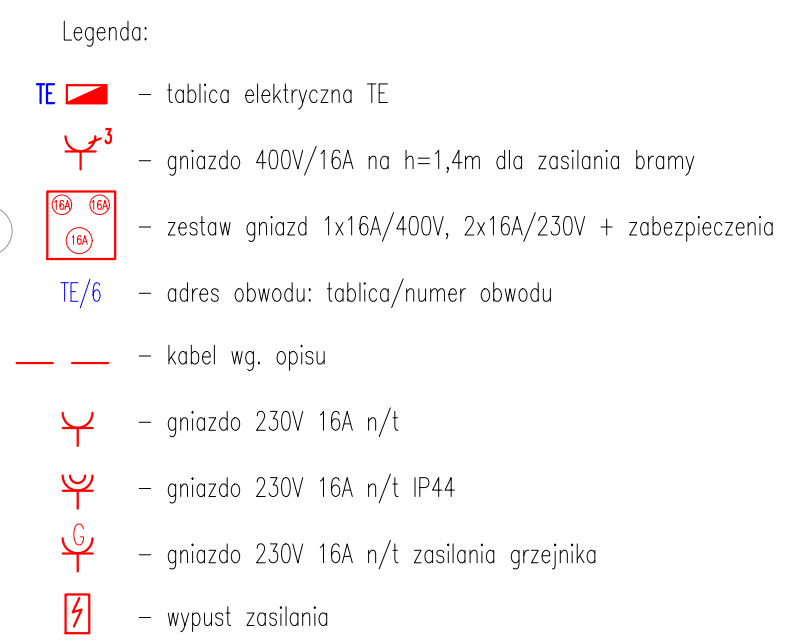 Legenda:
TE – tablica elektryczna TE
3 – gniazdo 400V/16A na h=1,4m dla zasilania bramy
16A 16A
16A – zestaw gniazd 1x16A/400V, 2x16A/230V + zabezpieczenia
TE/6 – adres obwodu: tablica/numer obwodu
– kabel wg. opisu
– gniazdo 230V 16A n/t
– gniazdo 230V 16A n/t IP44
G – gniazdo 230V 16A n/t zasilania grzejnika
– wypust zasilania